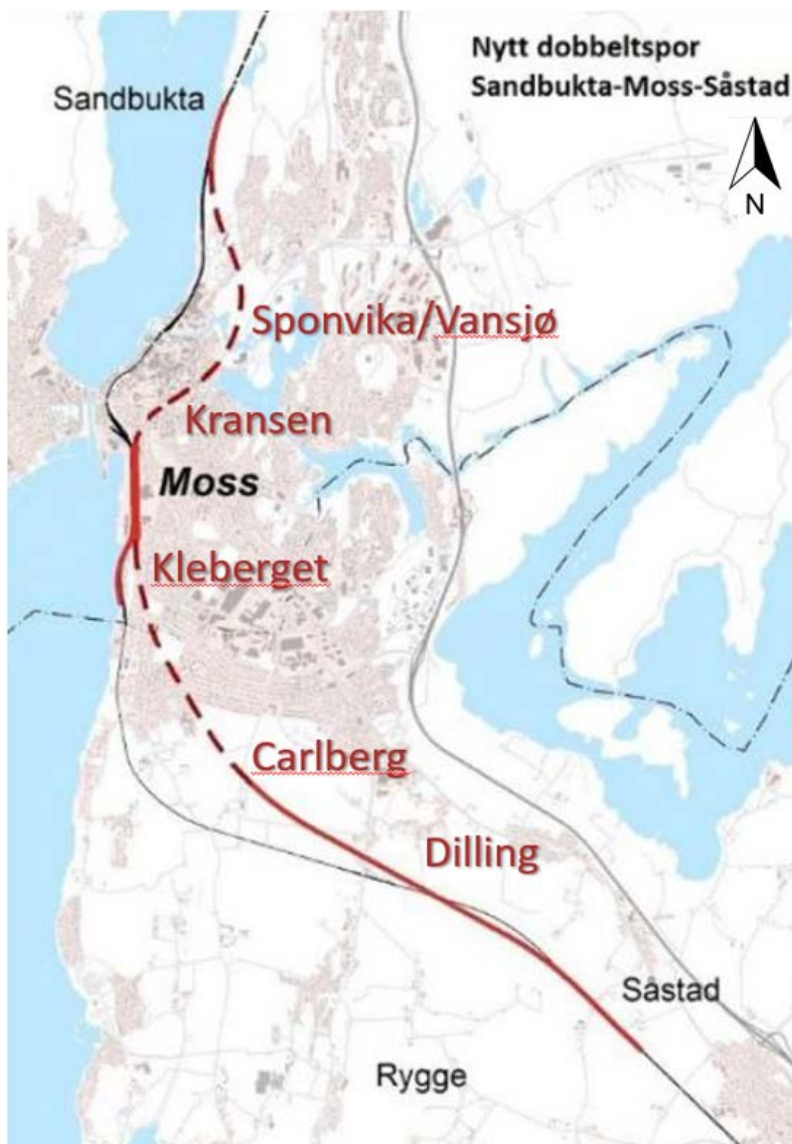 Nytt dobbeltspor
Sandbukta-Moss-Såstad
Sandbukta
N
Sponvika/Vansjø
Kransen
Moss
Kleberget
Carlberg
Dilling
Såstad
Rygge